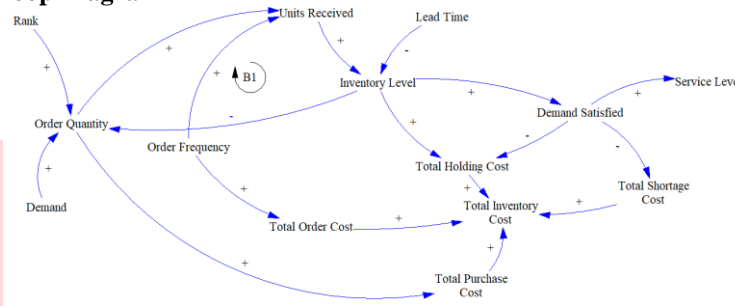 Rank
Units Received
Lead Time
B1
Inventory Level
Service Level
Demand Satisfied
Order Quantity
Order Frequency
Total Holding Cost
Demand
Total Order Cost
Total Inventory
Cost
Total Shortage
Cost
Total Purchase
Cost
+
+
+
+
-
+
+
-
+
+
-
-
+
+
+
+
+
+
+